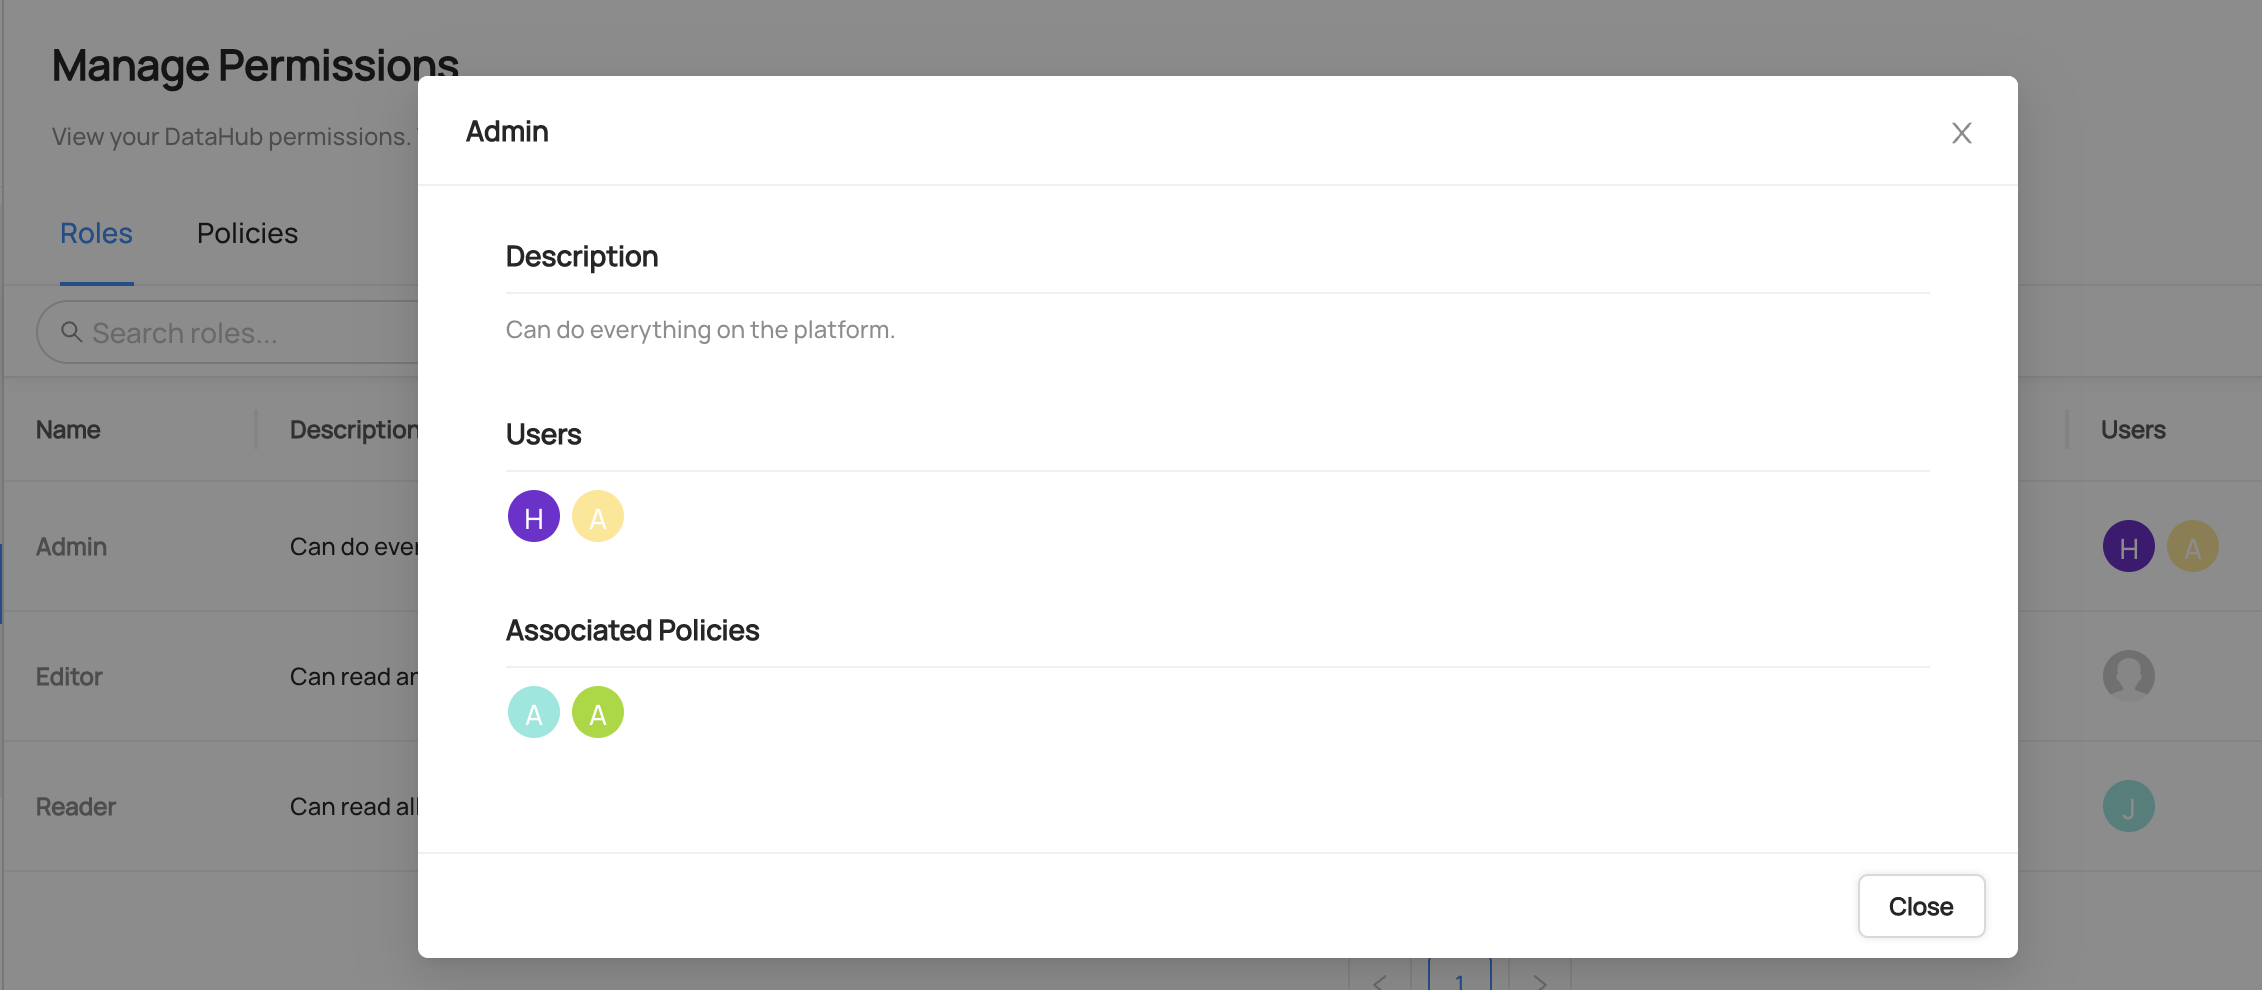 Manage Permissions
View your DataHub permissions.
Roles
Policies
Search roles...
Name
Description
Users
Admin
Can do ever
H
A
Editor
Can read an
Reader
Can read all
J
1
Admin
Description
Can do everything on the platform.
Users
H
A
Associated Policies
A
A
Close